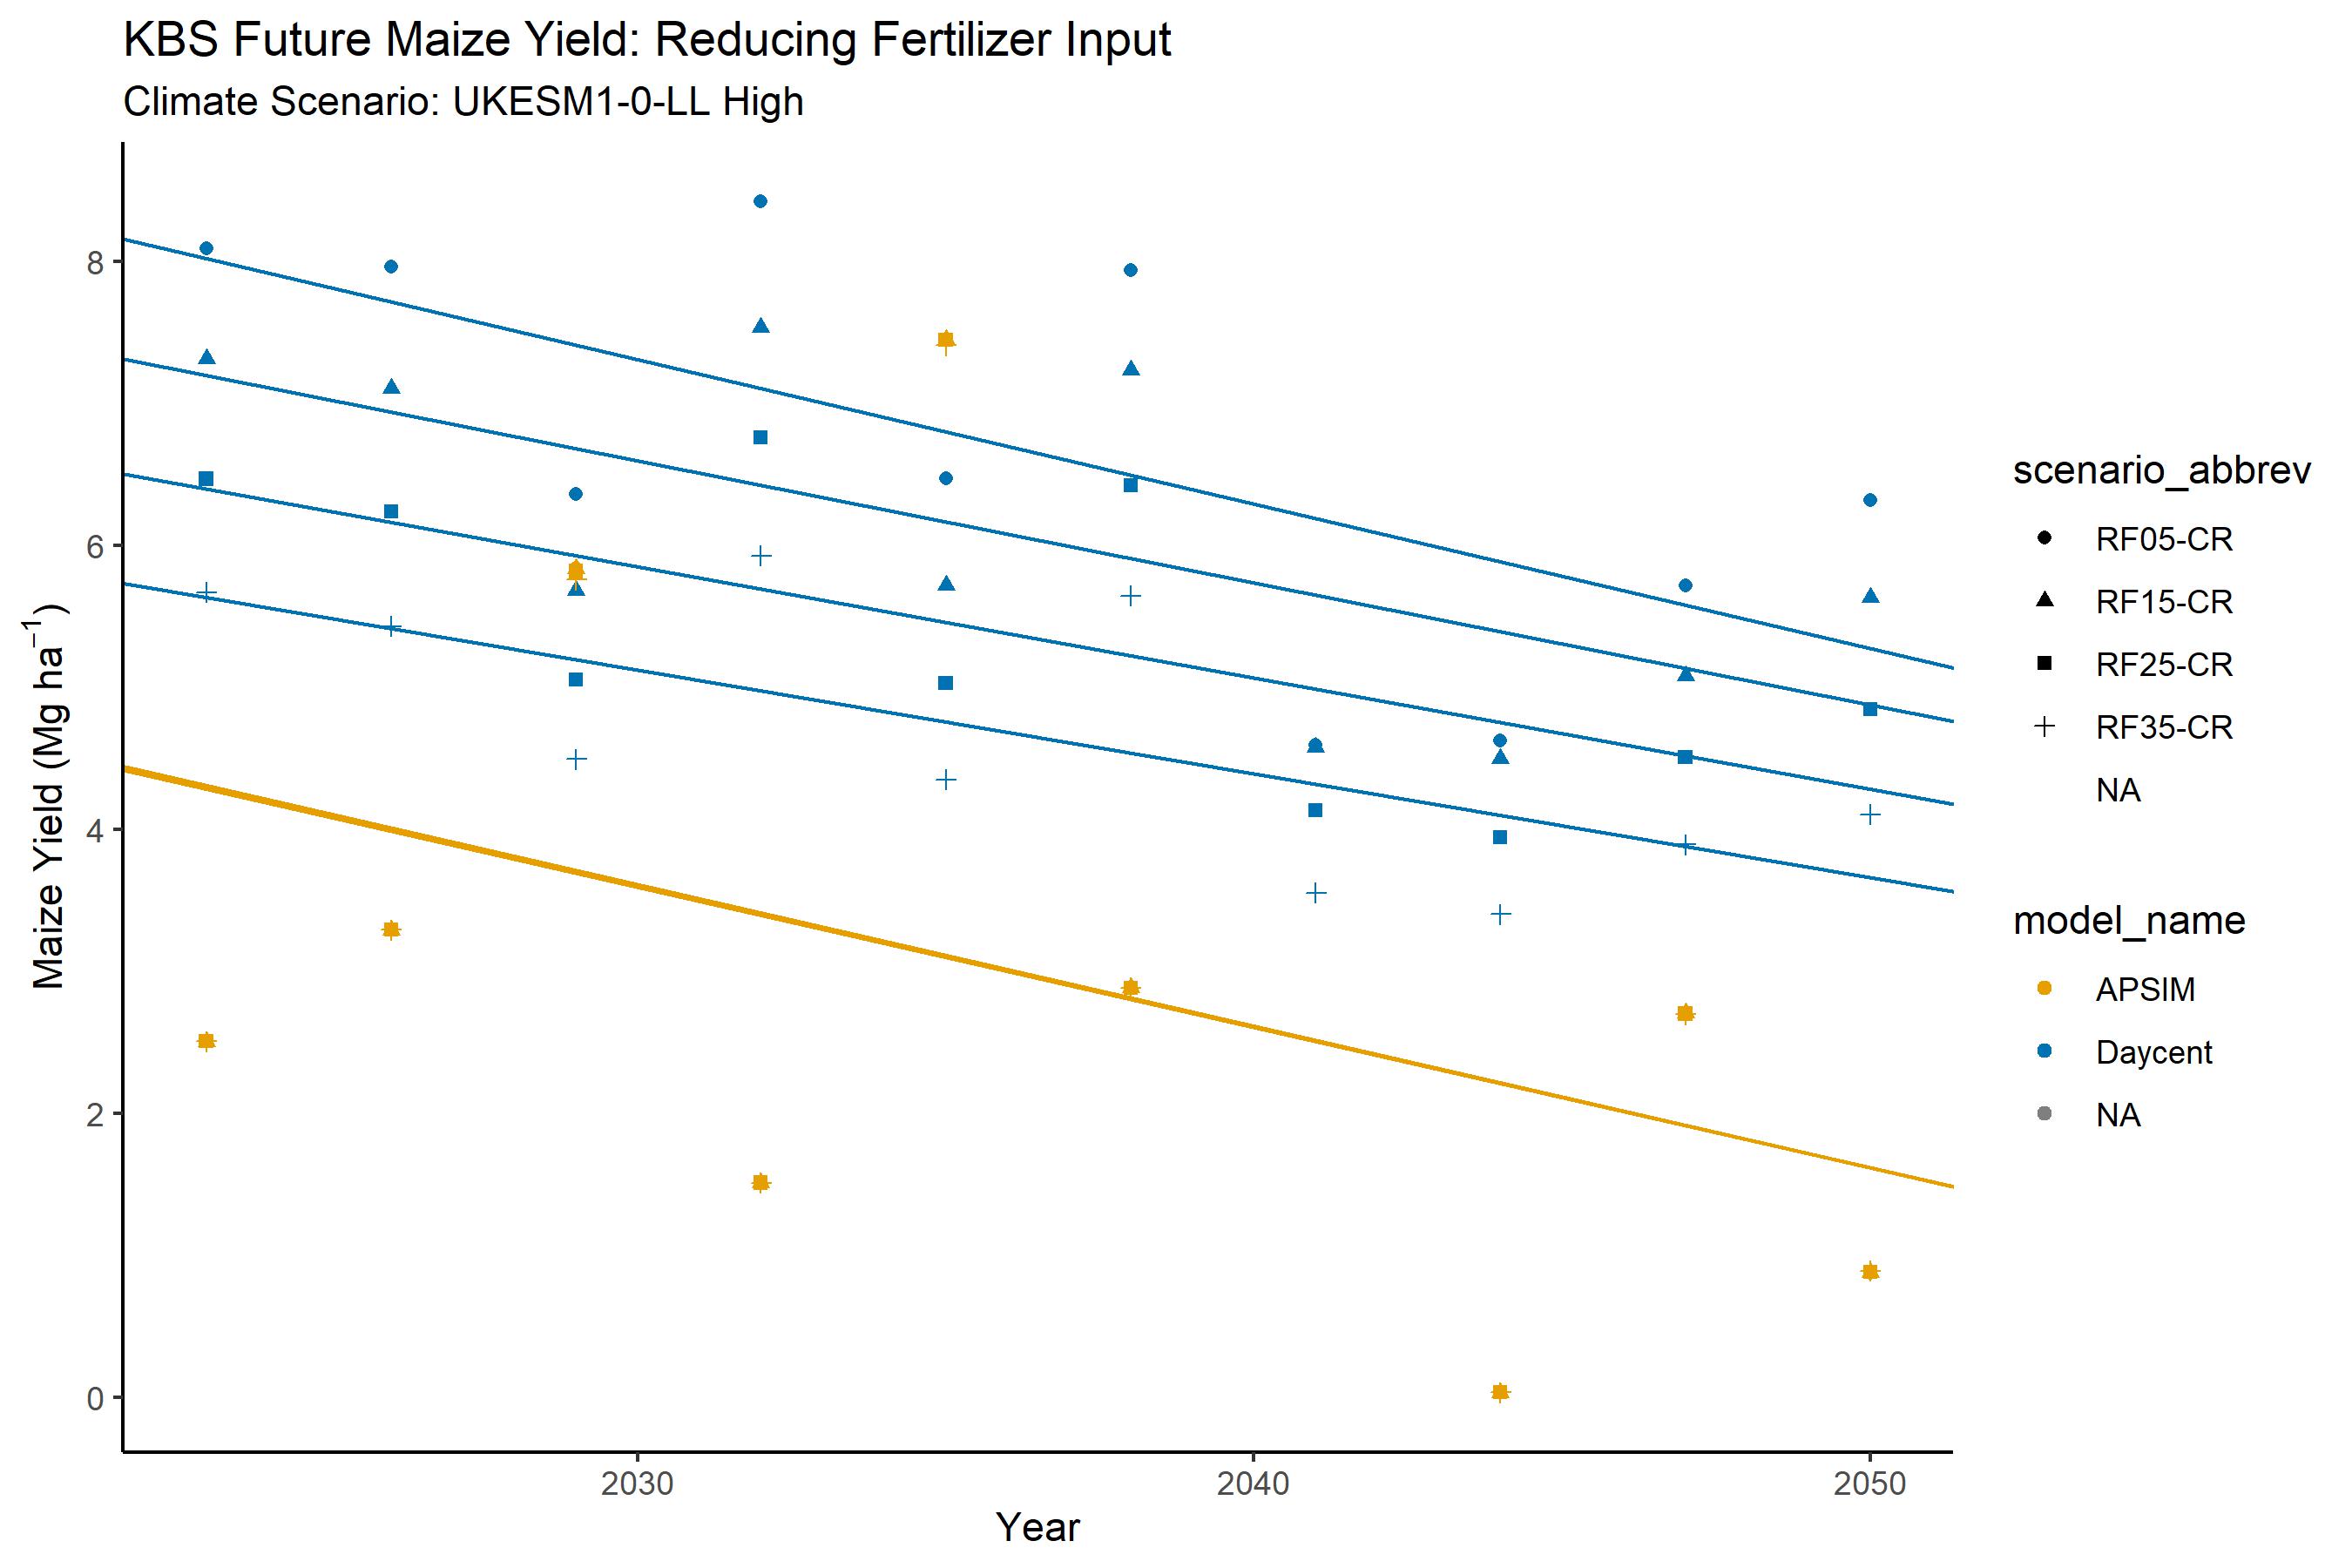 KBS Future Maize Yield: Reducing Fertilizer Input
Climate Scenario: UKESM1-0-LL High
Maize Yield (Mg ha⁻¹)
8
6
4
2
0
2030
2040
2050
Year
scenario_abbrev
RF05-CR
RF15-CR
RF25-CR
RF35-CR
NA
model_name
APSIM
Daycent
NA